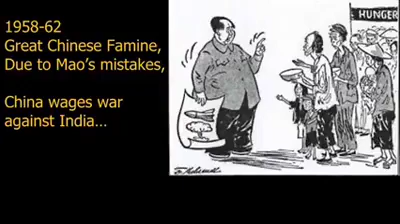 1958-62
Great Chinese Famine,
Due to Mao's mistakes,
China wages war
against India...
HUNGER